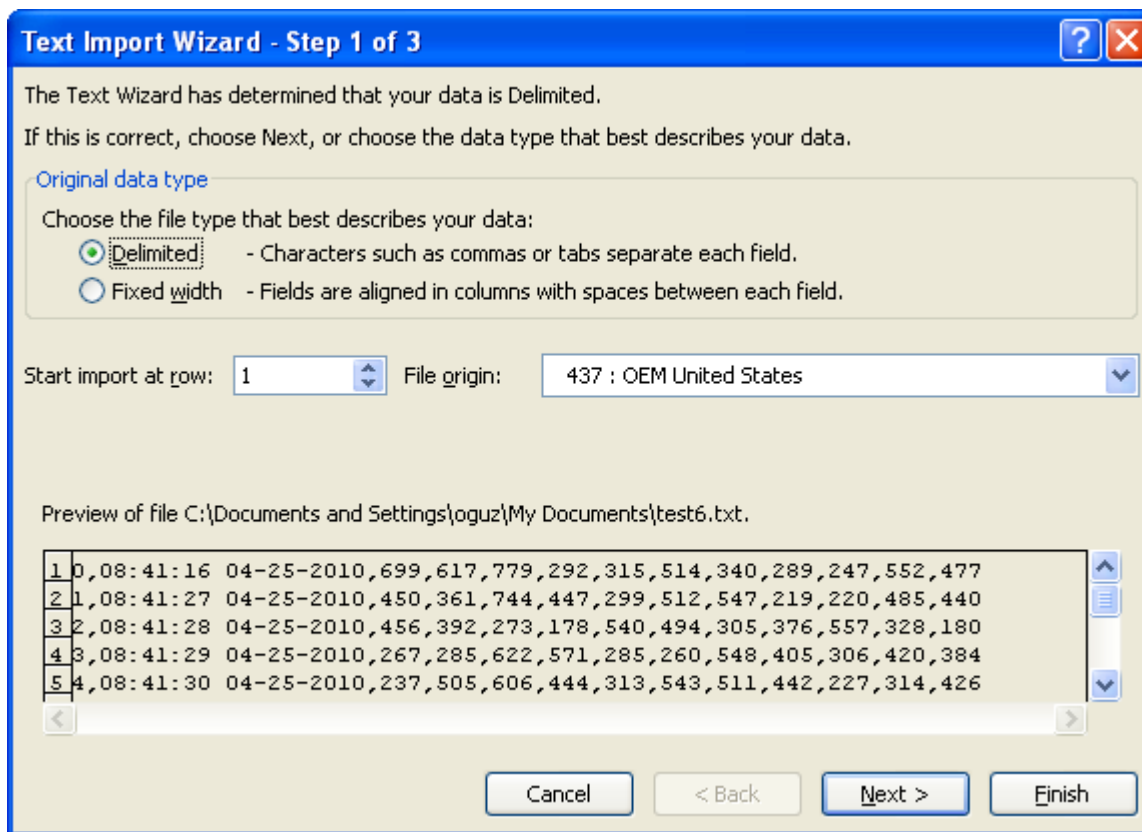 Text Import Wizard - Step 1 of 3
The Text Wizard has determined that your data is Delimited.
If this is correct, choose Next, or choose the data type that best describes your data.
Original data type
Choose the file type that best describes your data:
Delimited - Characters such as commas or tabs separate each field.
Fixed width - Fields are aligned in columns with spaces between each field.
Start import at row: 1 File origin: 437 : OEM United States
Preview of file C:\Documents and Settings\oguz\My Documents\test6.txt.
1 0,08:41:16 04-25-2010,699,617,779,292,315,514,340,289,247,552,477
2 1,08:41:27 04-25-2010,450,361,744,447,299,512,547,219,220,485,440
3 2,08:41:28 04-25-2010,456,392,273,178,540,494,305,376,557,328,180
4 3,08:41:29 04-25-2010,267,285,622,571,285,260,548,405,306,420,384
5 4,08:41:30 04-25-2010,237,505,606,444,313,543,511,442,227,314,426
Cancel < Back Next > Finish